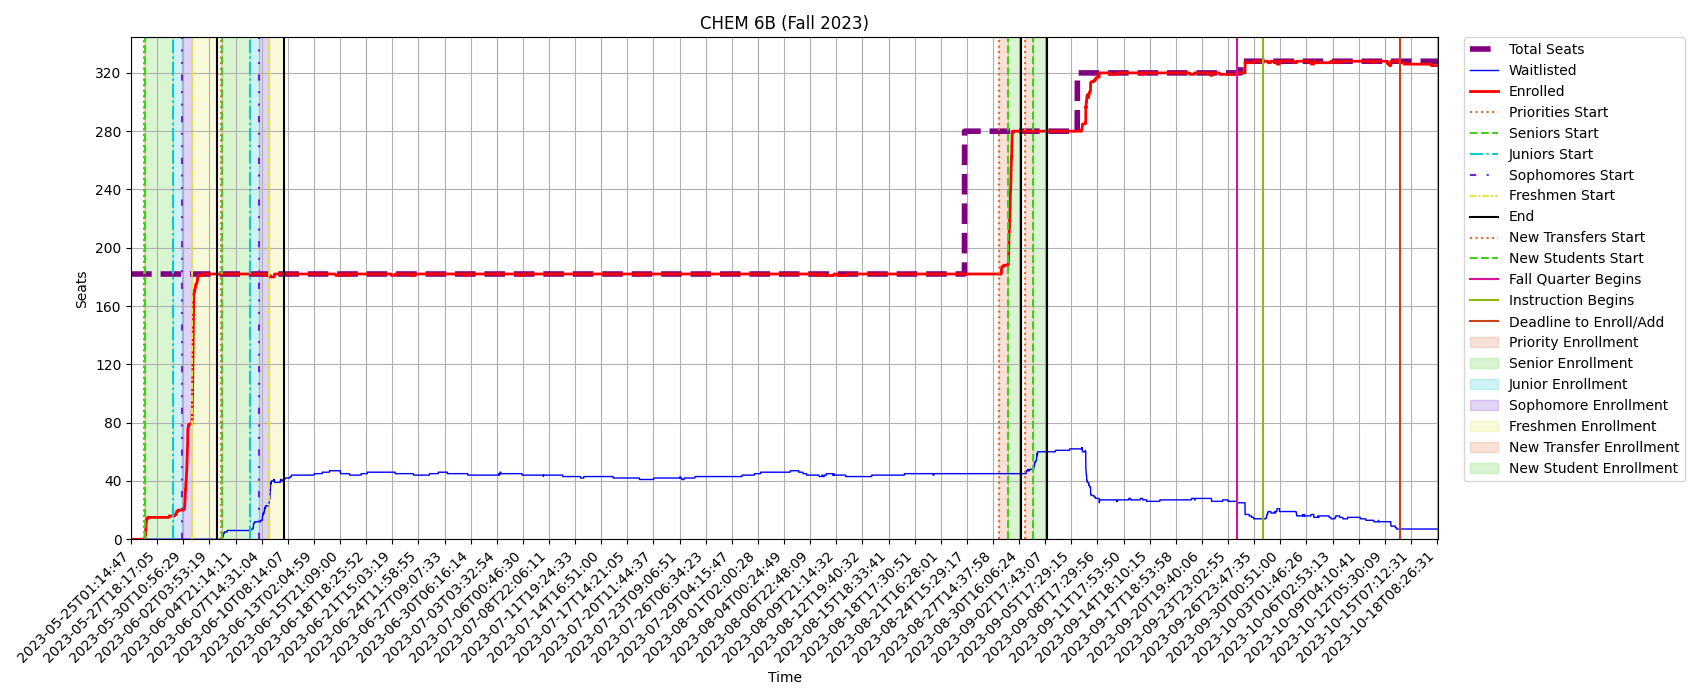 CHEM 6B (Fall 2023)
Seats
320
280
240
200
160
120
80
40
0
2023-05-25T01:14:47
2023-05-27T18:17:05
2023-05-30T10:56:29
2023-06-02T03:53:19
2023-06-04T21:14:11
2023-06-07T14:31:04
2023-06-10T08:14:07
2023-06-13T02:04:59
2023-06-15T21:09:00
2023-06-18T18:25:52
2023-06-21T15:03:19
2023-06-24T11:58:55
2023-06-27T09:07:33
2023-06-30T06:16:14
2023-07-03T03:32:54
2023-07-06T00:46:30
2023-07-08T22:06:11
2023-07-11T19:24:33
2023-07-14T16:51:00
2023-07-17T14:21:05
2023-07-20T11:44:37
2023-07-23T09:06:51
2023-07-26T06:34:23
2023-07-29T04:15:47
2023-08-01T02:00:28
2023-08-04T00:24:49
2023-08-06T22:48:09
2023-08-09T21:14:32
2023-08-12T19:40:32
2023-08-15T18:33:41
2023-08-18T17:30:51
2023-08-21T16:28:01
2023-08-24T15:29:17
2023-08-27T14:37:58
2023-08-30T16:06:24
2023-09-02T17:43:07
2023-09-05T17:29:15
2023-09-08T17:29:56
2023-09-11T17:53:50
2023-09-14T18:10:15
2023-09-17T18:53:58
2023-09-20T19:40:06
2023-09-23T23:02:55
2023-09-26T23:47:35
2023-09-30T00:51:00
2023-10-03T01:46:26
2023-10-06T02:53:13
2023-10-09T04:10:41
2023-10-12T05:30:09
2023-10-15T07:12:31
2023-10-18T08:26:31
Time
Total Seats
Waitlisted
Enrolled
Priorities Start
Seniors Start
Juniors Start
Sophomores Start
Freshmen Start
End
New Transfers Start
New Students Start
Fall Quarter Begins
Instruction Begins
Deadline to Enroll/Add
Priority Enrollment
Senior Enrollment
Junior Enrollment
Sophomore Enrollment
Freshmen Enrollment
New Transfer Enrollment
New Student Enrollment